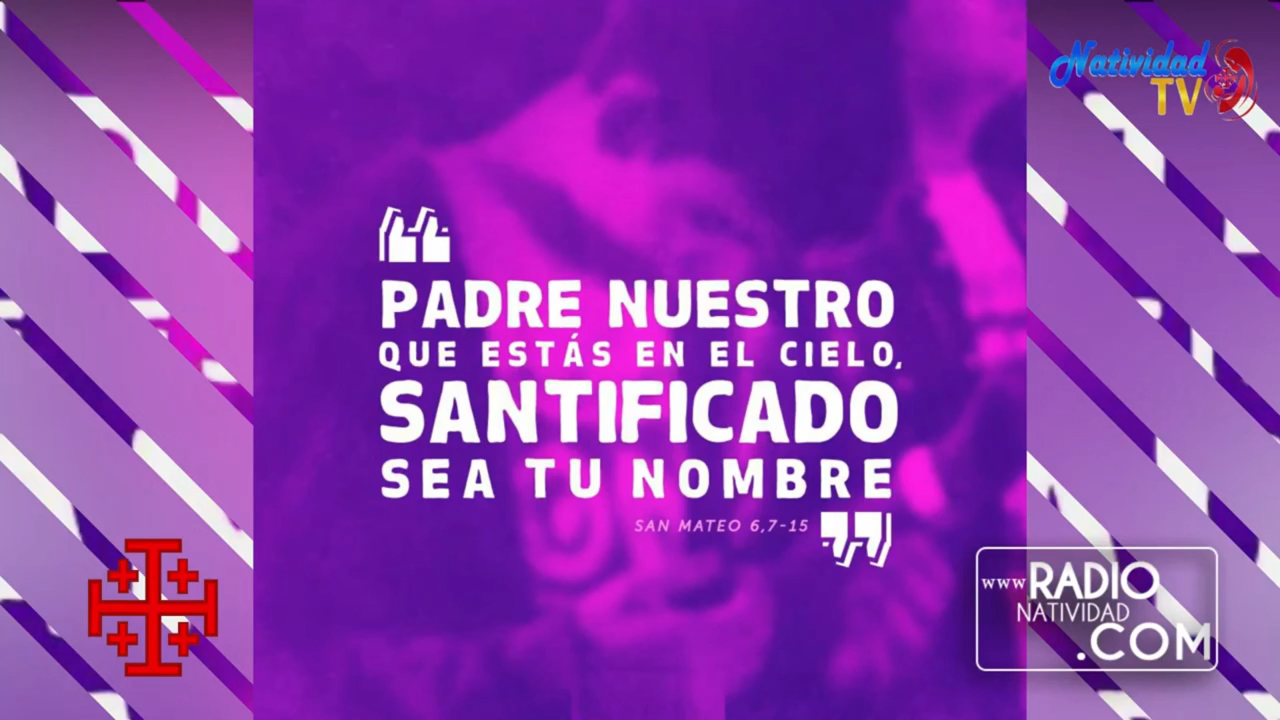 Natividad
TV
PADRE NUESTRO
QUE ESTÁS EN EL CIELO,
SANTIFICADO
SEA TU NOMBRE
SAN MATEO 6,7-15
www RADIO
NATIVIDAD
.COM